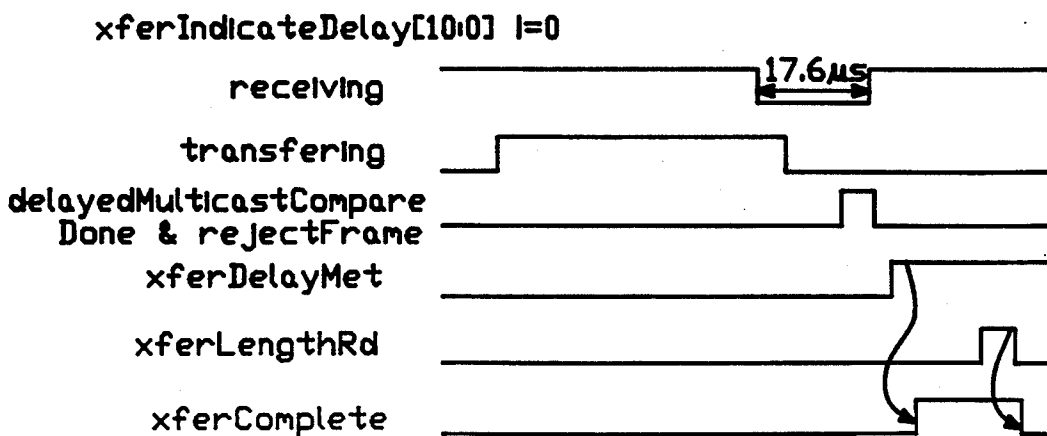 xferIndicateDelay[10:0] !=0
17.6µs
receiving
transfering
delayedMulticastCompare
Done & rejectFrame
xferDelayMet
xferLengthRd
xferComplete